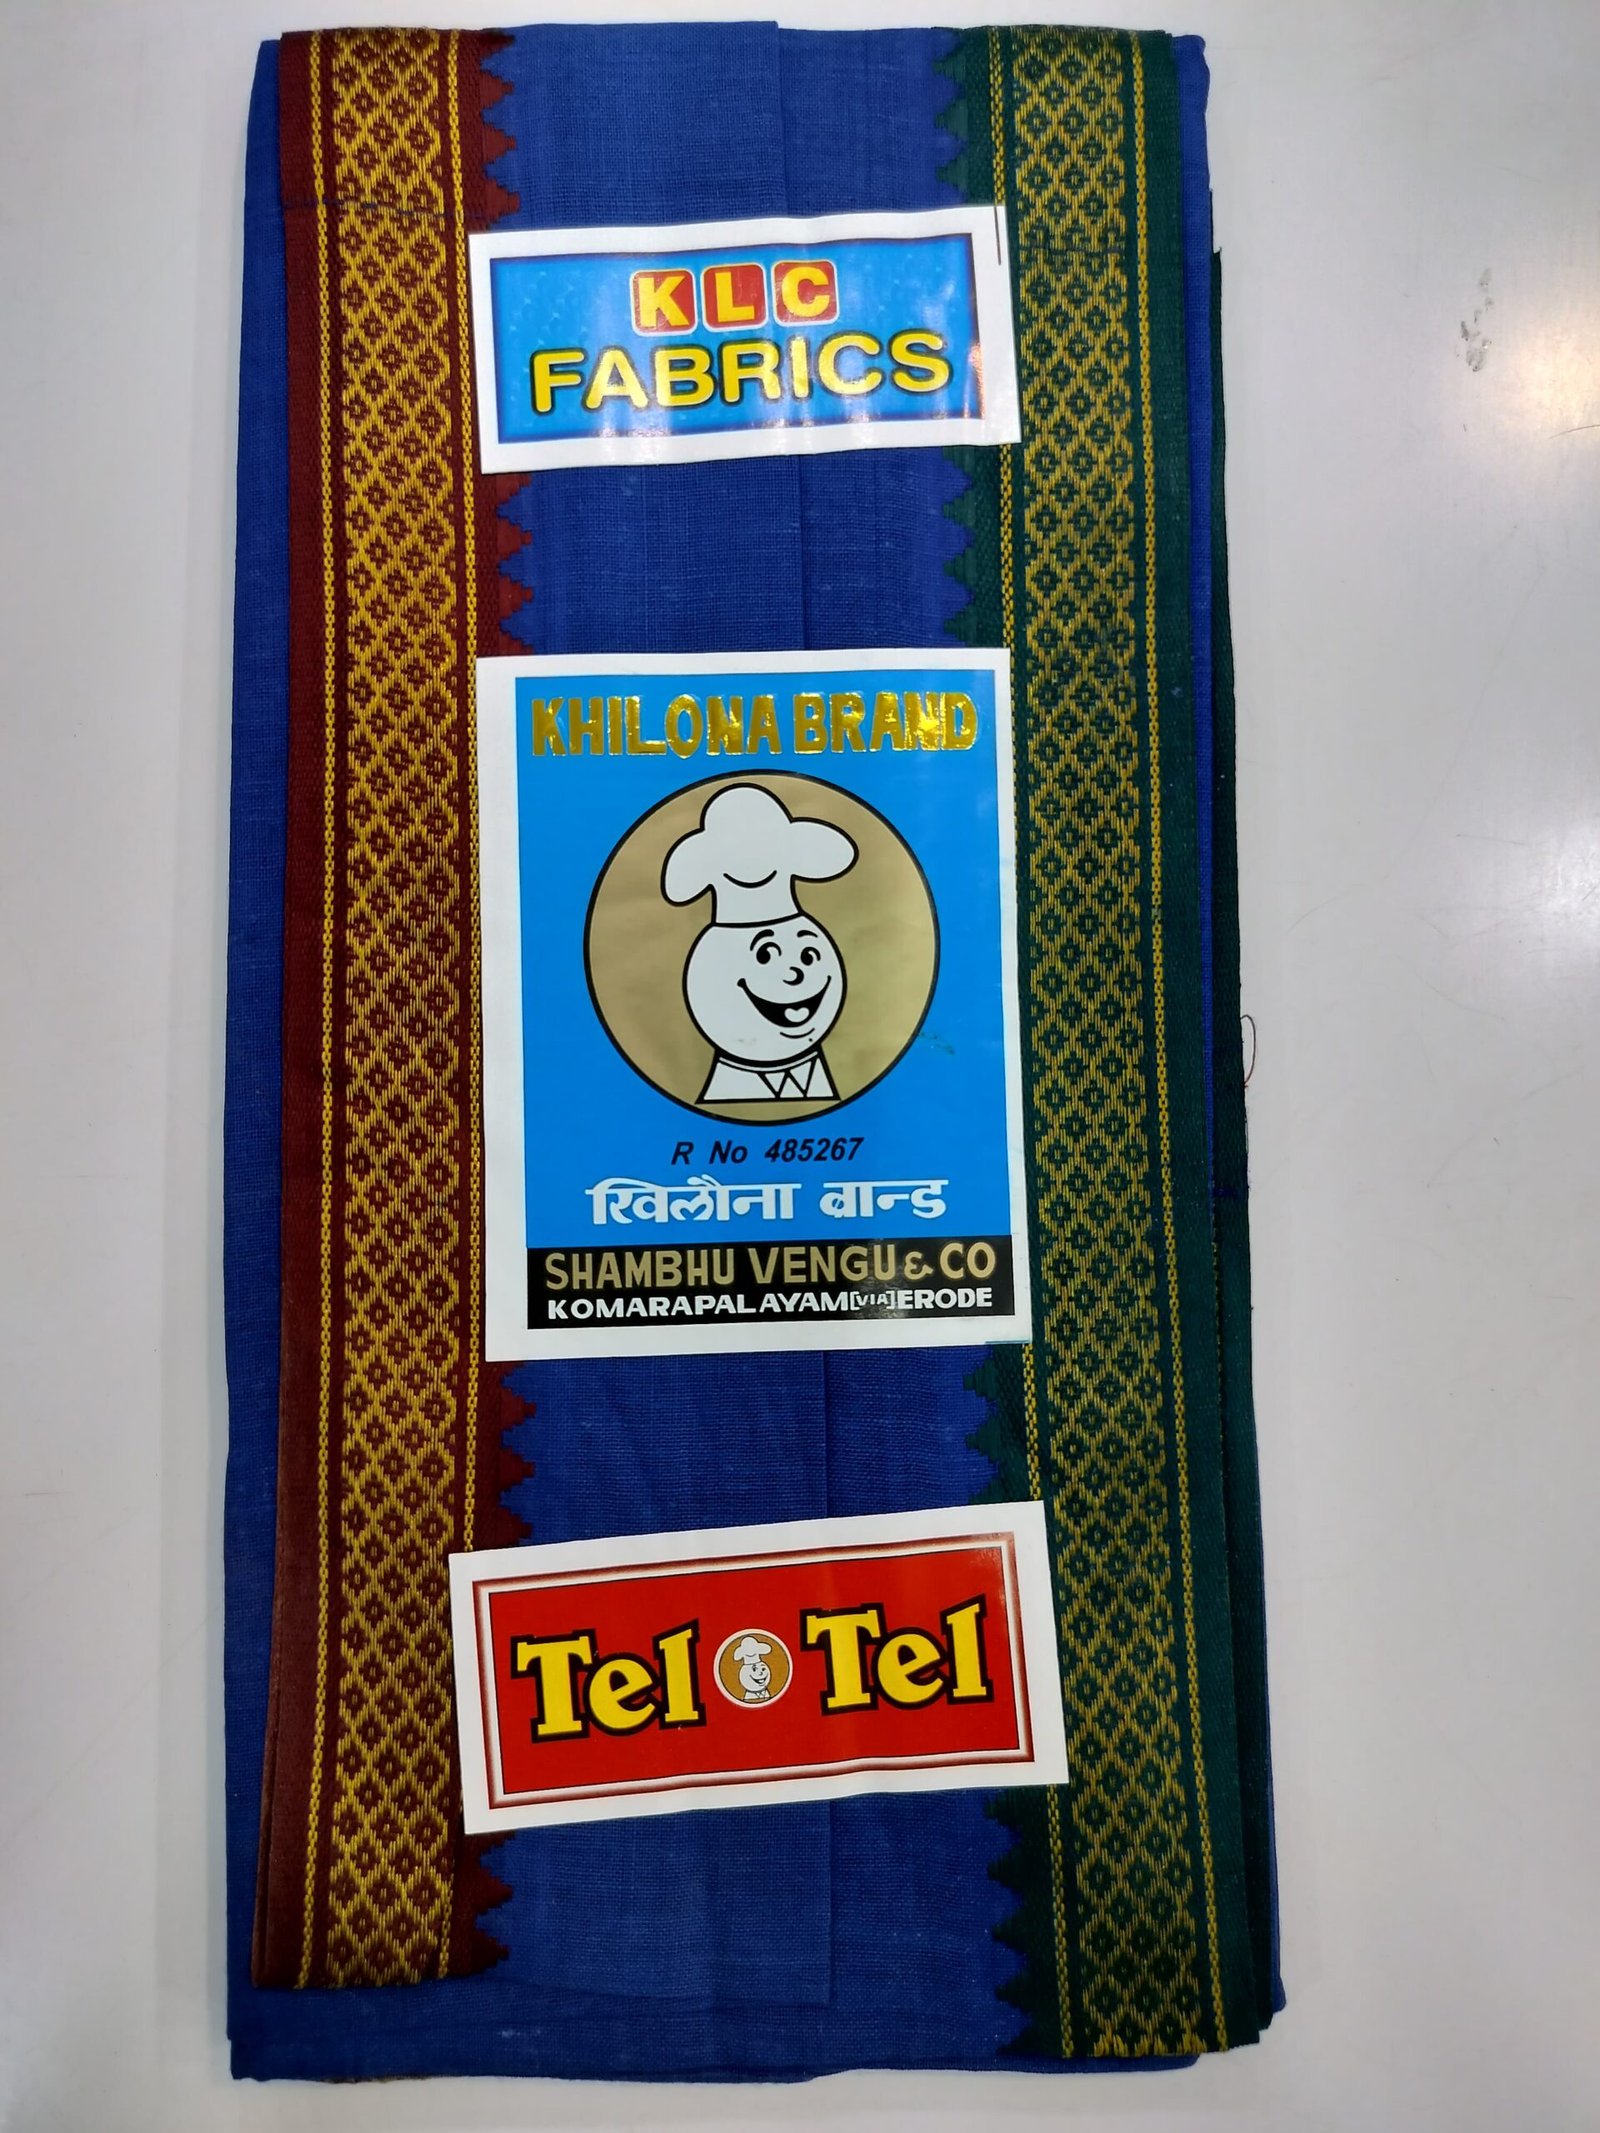 KLC
FABRICS
KHILONA BRAND
R No 485267
खिलौना ब्रान्ड
SHAMBHU VENGU & CO
KOMARAPALAYAM[VIA]ERODE
Tel Tel